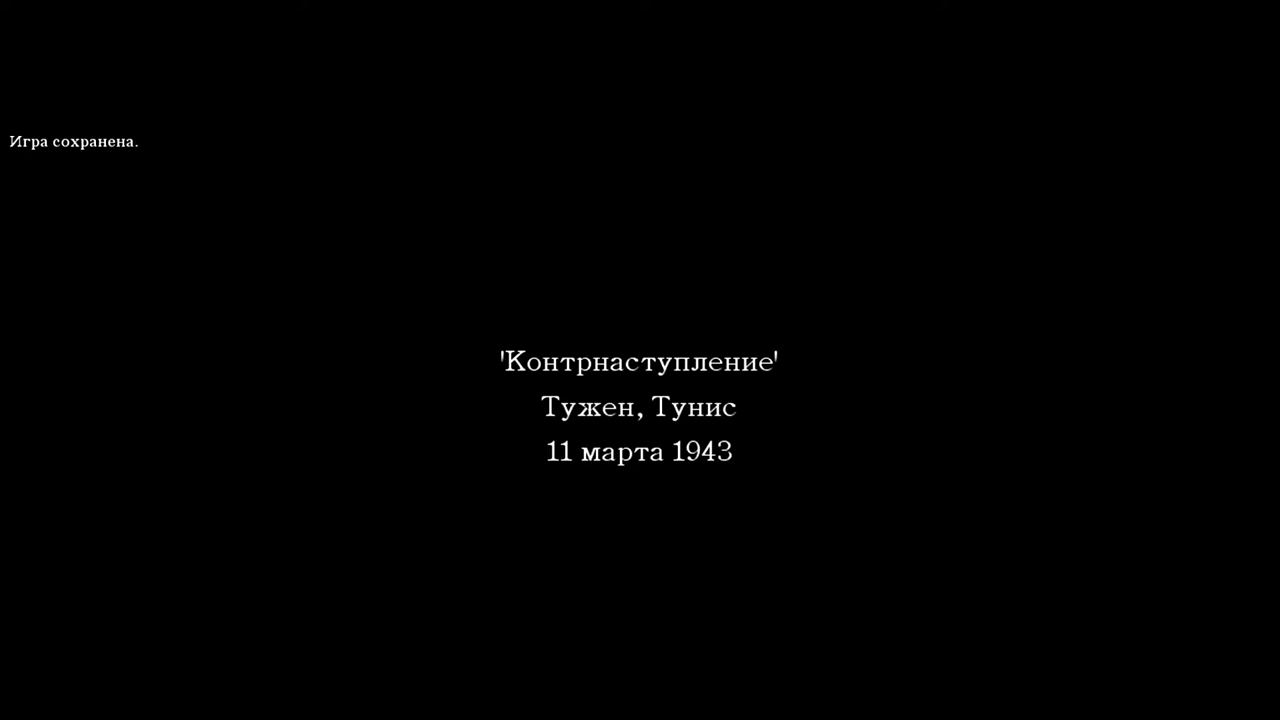 Игра сохранена.
'Контрнаступление'
Тужен, Тунис
11 марта 1943